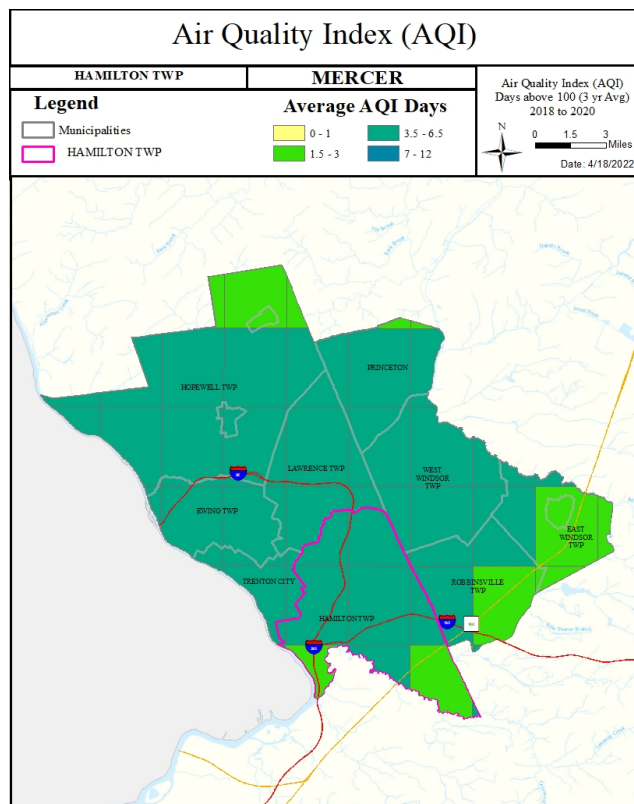 Air Quality Index (AQI)
HAMILTON TWP
MERCER
Legend
Municipalities
HAMILTON TWP
Average AQI Days
0 - 1
1.5 - 3
3.5 - 6.5
7 - 12
Air Quality Index (AQI)
Days above 100 (3 yr Avg)
2018 to 2020
N
0 1.5 3
Miles
Date: 4/18/2022
PRINCETON
HOPEWELL TWP
LAWRENCE TWP
WEST
WINDSOR
TWP
EWING TWP
EAST
WINDSOR
TWP
TRENTON CITY
ROBBINSVILLE
TWP
HAMILTON TWP